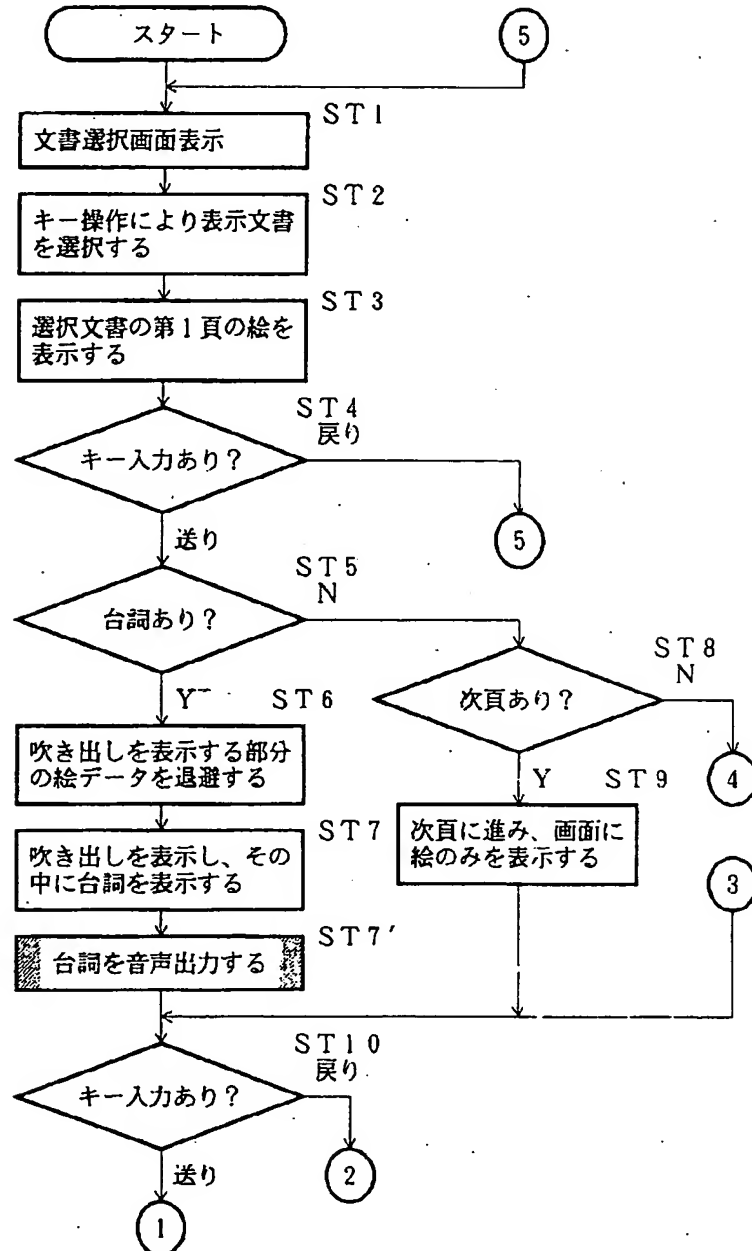 スタート
5
ST1
文書選択画面表示
ST2
キー操作により表示文書
を選択する
ST3
選択文書の第1頁の絵を
表示する
ST4
戻り
キー入力あり?
5
送り
ST5
N
台詞あり?
ST8
N
次頁あり?
Y
ST6
4
吹き出しを表示する部分
の絵データを退避する
Y
ST9
次頁に進み、画面に
絵のみを表示する
ST7
吹き出しを表示し、その
中に台詞を表示する
3
ST7'
台詞を音声出力する
ST10
戻り
キー入力あり?
2
送り
1